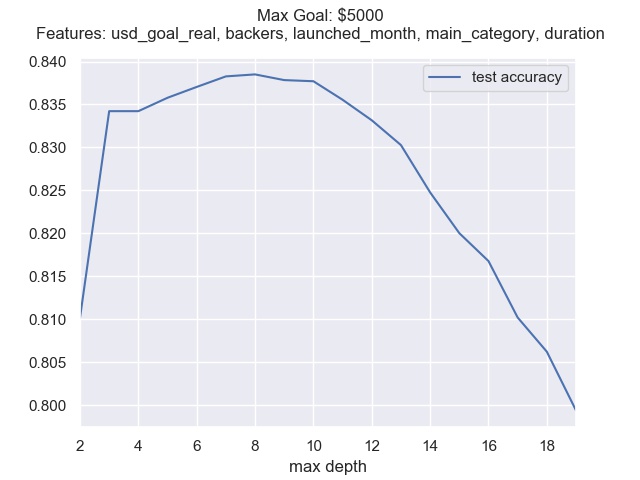 Max Goal: $5000
Features: usd_goal_real, backers, launched_month, main_category, duration
test accuracy
0.840
0.835
0.830
0.825
0.820
0.815
0.810
0.805
0.800
2 4 6 8 10 12 14 16 18
max depth